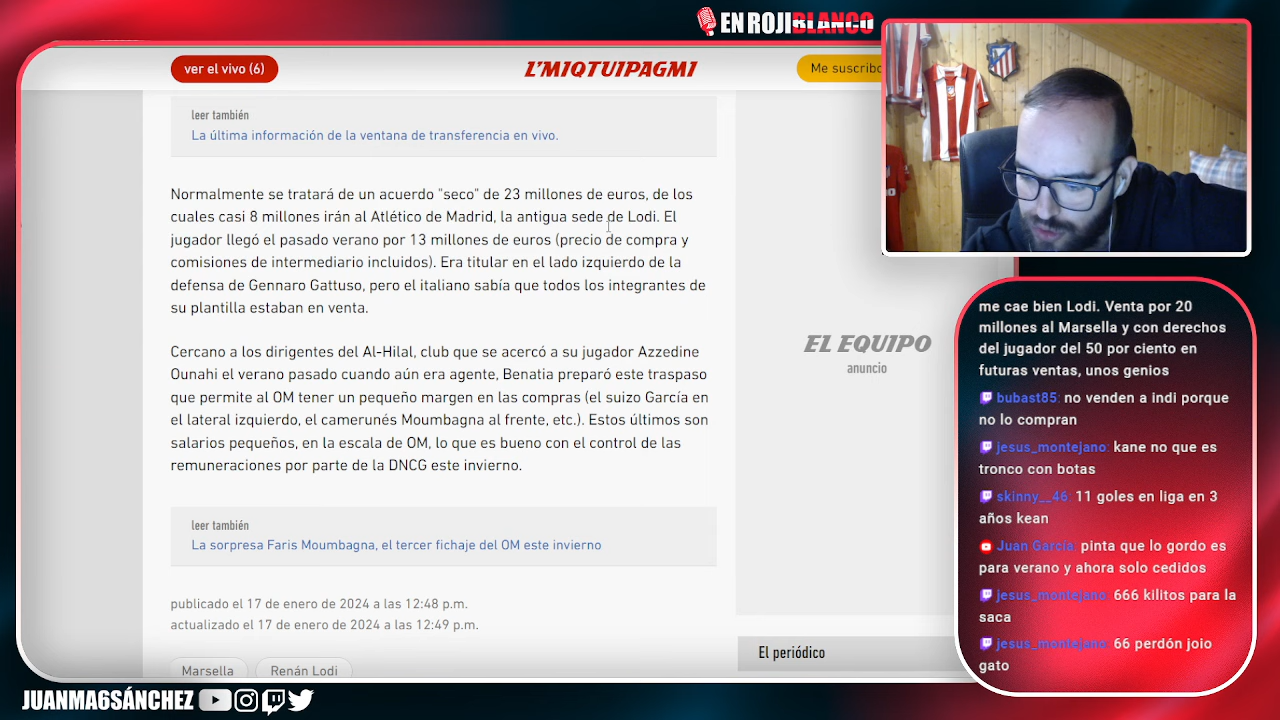 EN ROJIBLANCO
ver el vivo (6)
L'MIQTUIPAGMI
Me suscribo
leer también
La última información de la ventana de transferencia en vivo.
Normalmente se tratará de un acuerdo "seco" de 23 millones de euros, de los
cuales casi 8 millones irán al Atlético de Madrid, la antigua sede de Lodi. El
jugador llegó el pasado verano por 13 millones de euros (precio de compra y
comisiones de intermediario incluidos). Era titular en el lado izquierdo de la
defensa de Gennaro Gattuso, pero el italiano sabía que todos los integrantes de
su plantilla estaban en venta.
Cercano a los dirigentes del Al-Hilal, club que se acercó a su jugador Azzedine
Ounahi el verano pasado cuando aún era agente, Benatia preparó este traspaso
que permite al OM tener un pequeño margen en las compras (el suizo García en
el lateral izquierdo, el camerunés Moumbagna al frente, etc.). Estos últimos son
salarios pequeños, en la escala de OM, lo que es bueno con el control de las
remuneraciones por parte de la DNCG este invierno.
leer también
La sorpresa Faris Moumbagna, el tercer fichaje del OM este invierno
publicado el 17 de enero de 2024 a las 12:48 p.m.
actualizado el 17 de enero de 2024 a las 12:49 p.m.
Marsella
Renán Lodi
EL EQUIPO
anuncio
El periódico
me cae bien Lodi. Venta por 20
millones al Marsella y con derechos
del jugador del 50 por ciento en
futuras ventas, unos genios
bubast85: no venden a indi porque
no lo compran
jesus_montejano: kane no que es
tronco con botas
skinny__46: 11 goles en liga en 3
años kean
Juan García: pinta que lo gordo es
para verano y ahora solo cedidos
jesus_montejano: 666 kilitos para la
saca
jesus_montejano: 66 perdón joio
gato
JUANMA6SÁNCHEZ